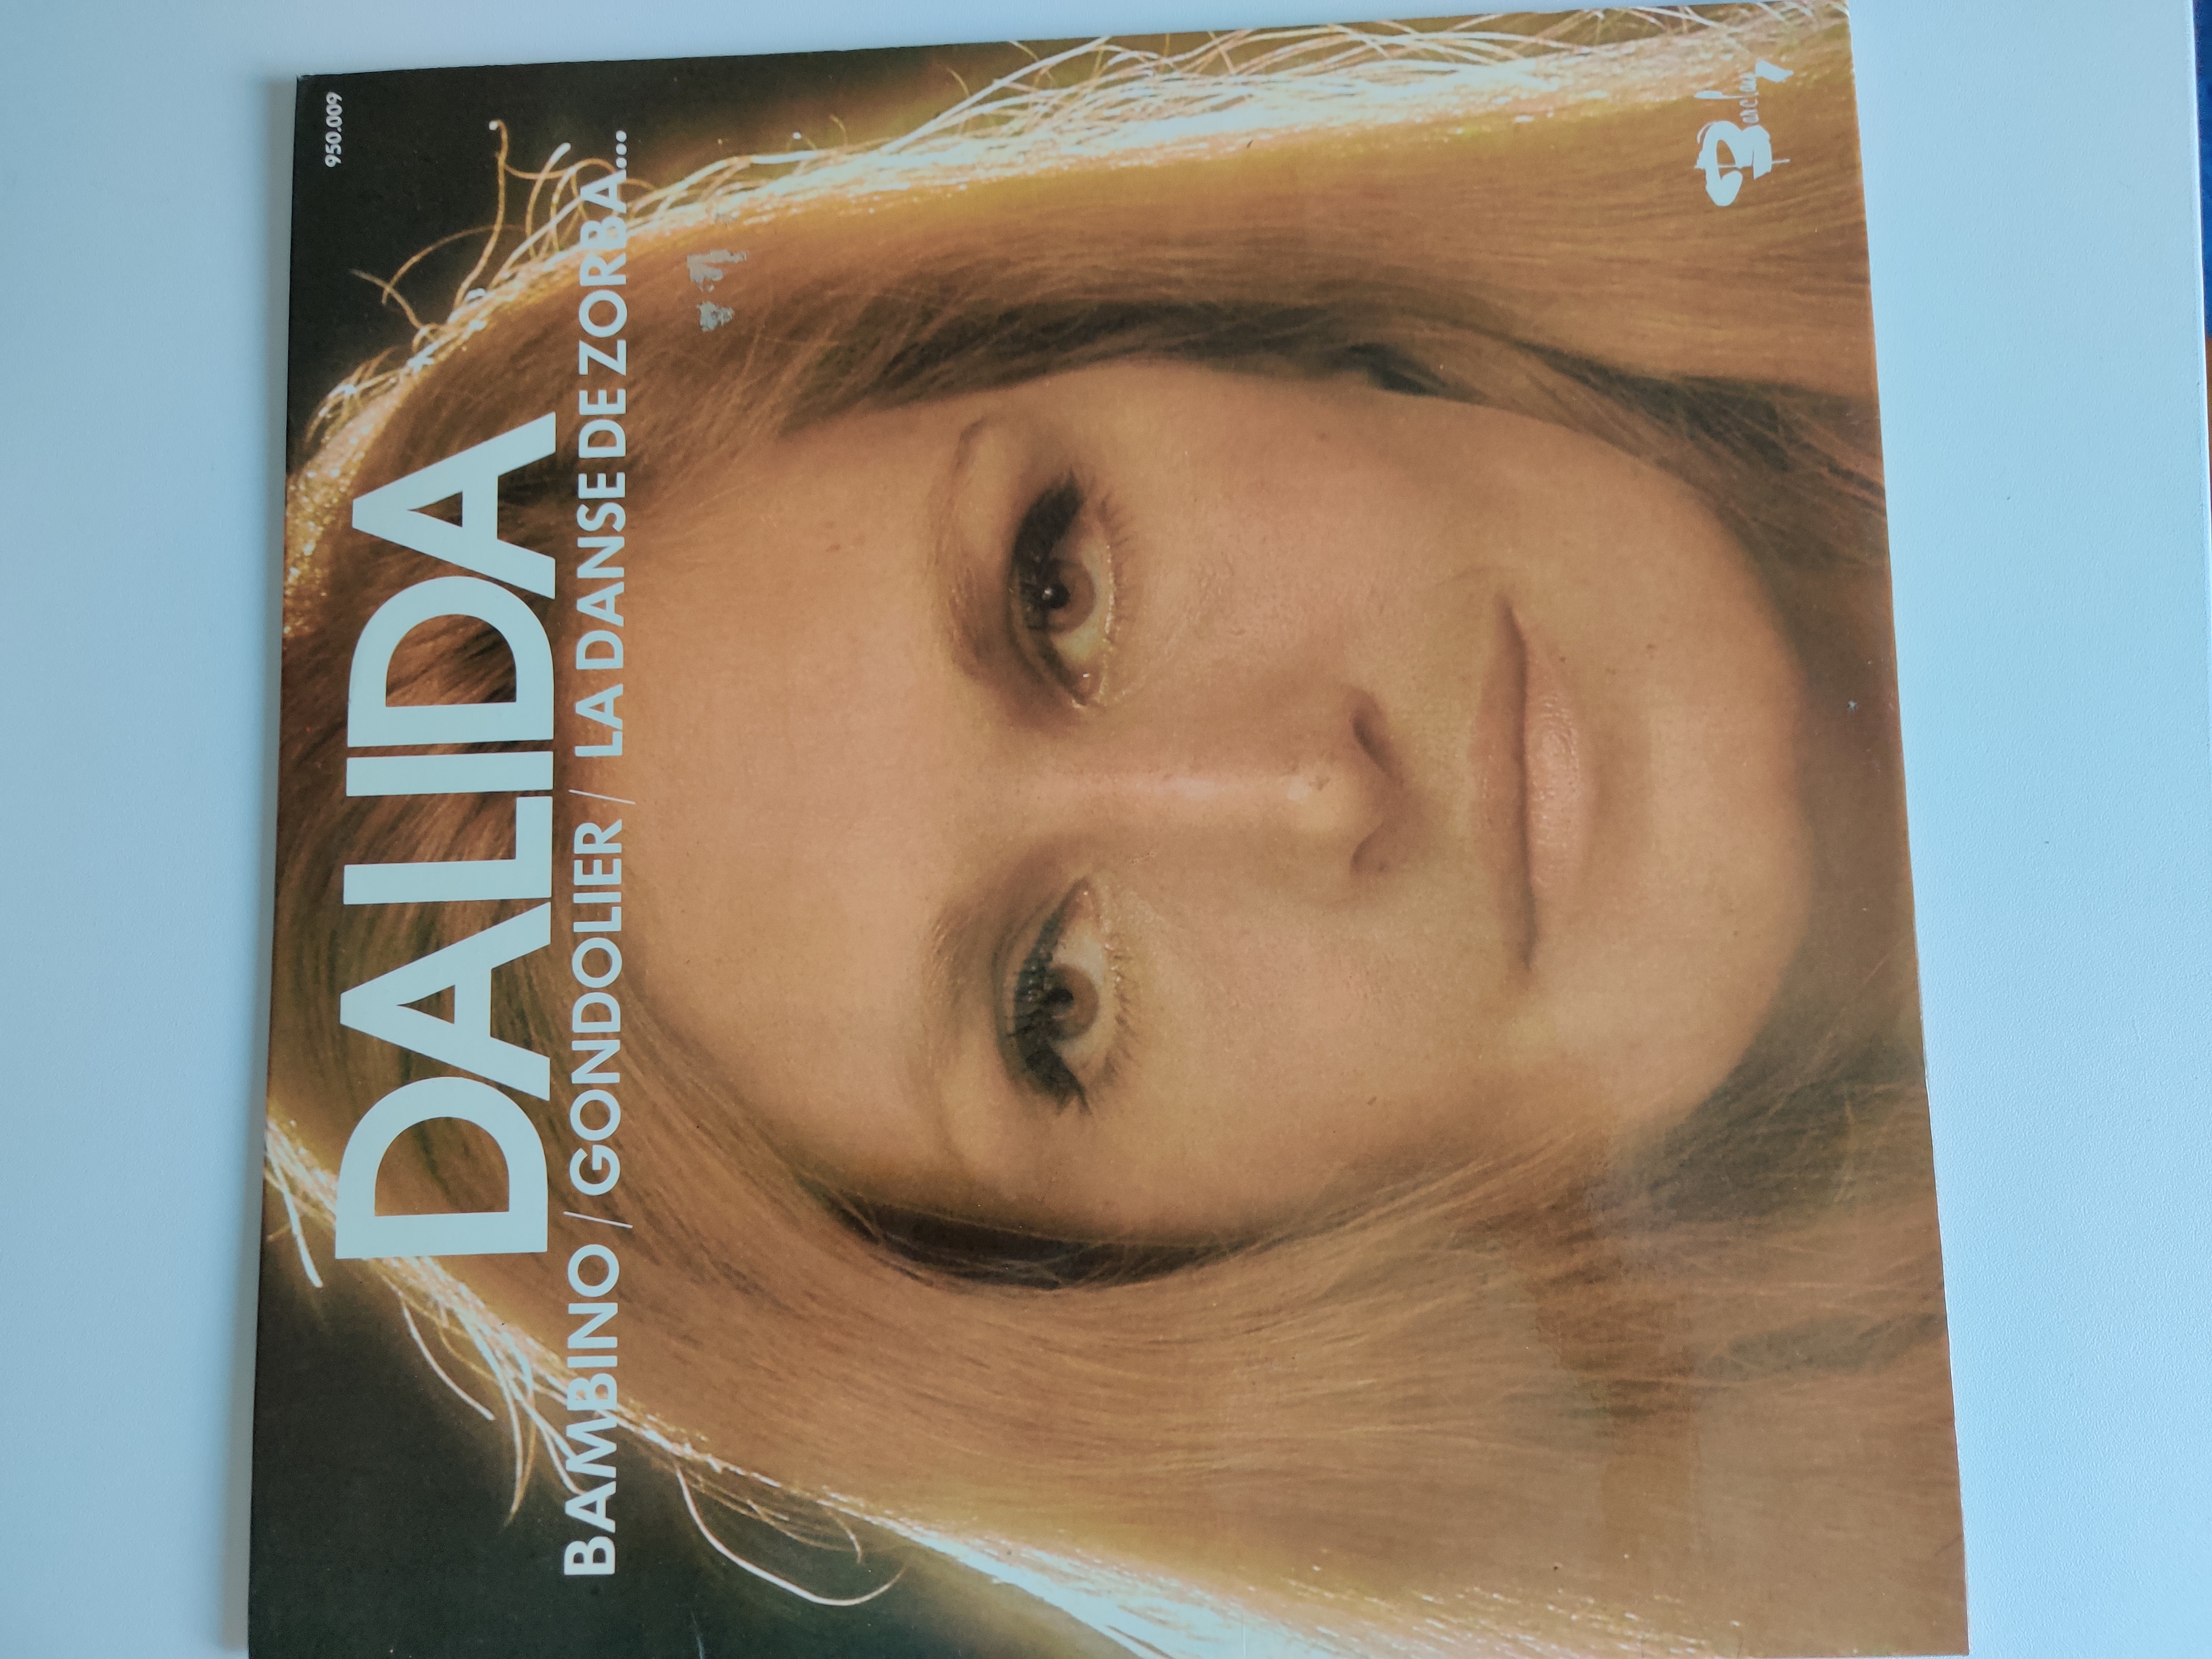 950.009
DALIDA
BAMBINO / GONDOLIER / LA DANSE DE ZORBA...
Barclay